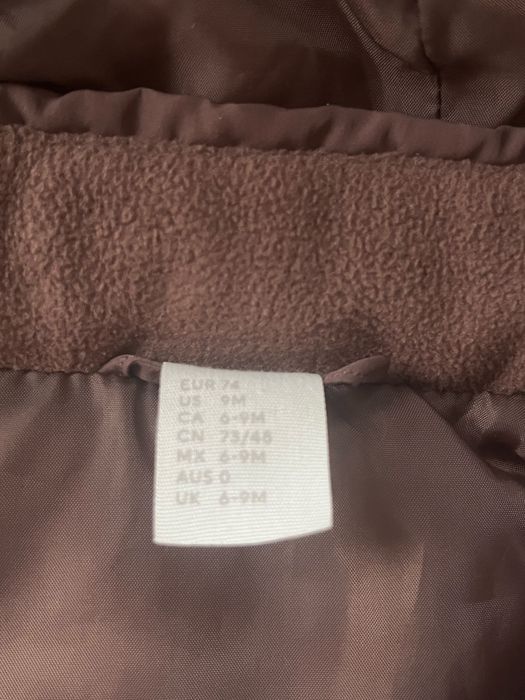 EUR 74
US 9M
CA 6-9M
CN 73/48
MX 6-9M
AUS 0
UK 6-9M